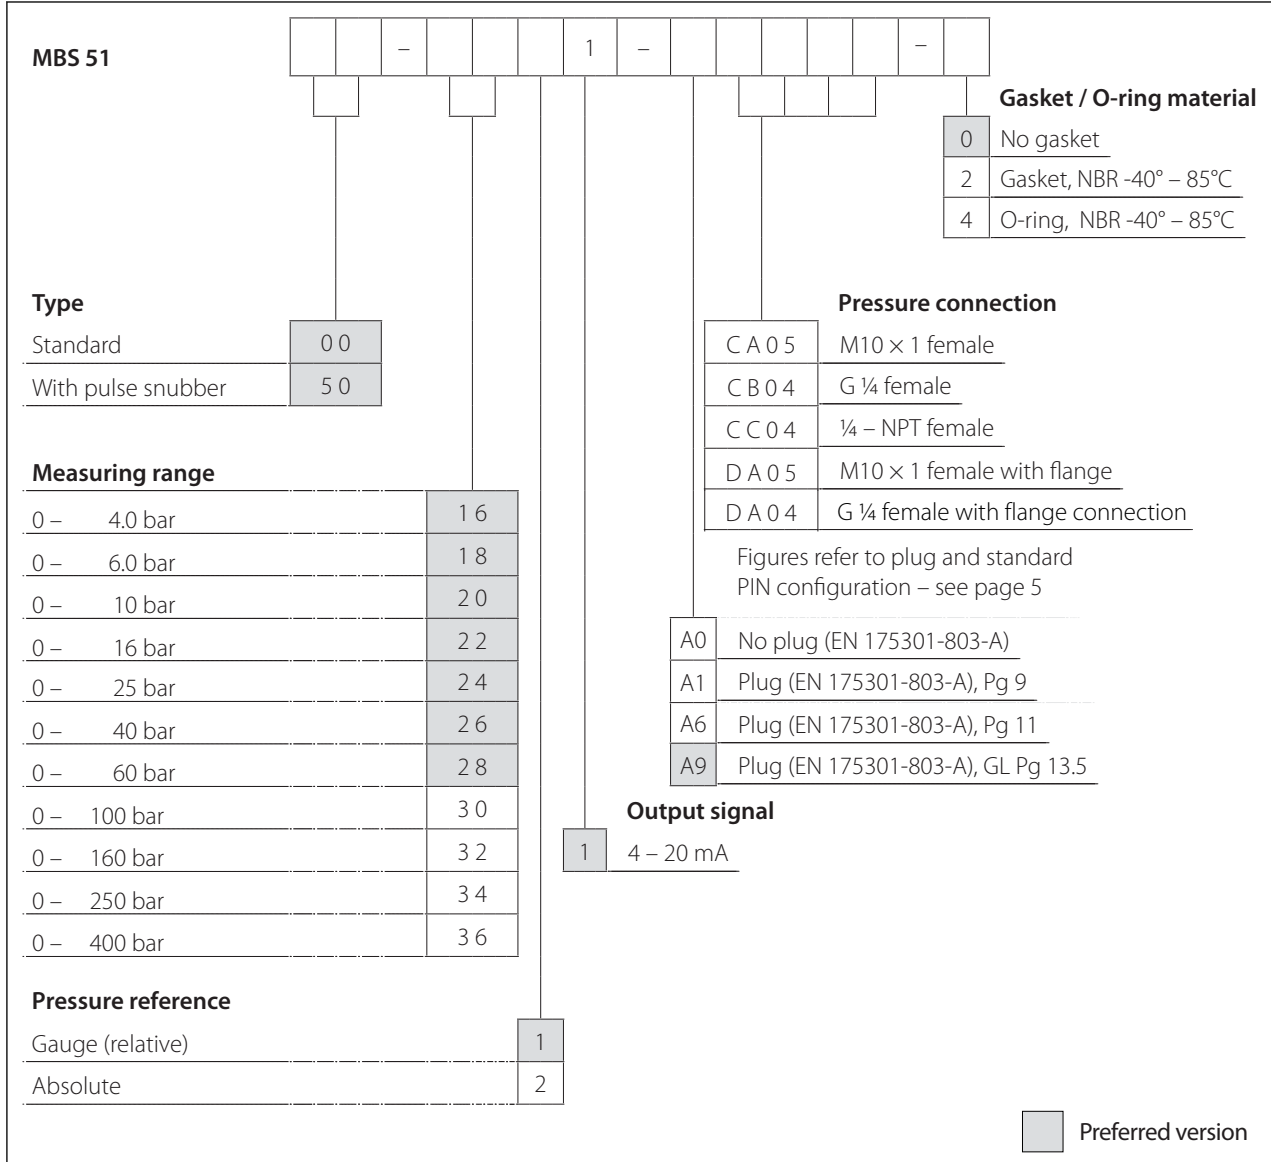 MBS 51
– 1 – –
Gasket / O-ring material
0 No gasket
2 Gasket, NBR -40° – 85°C
4 O-ring, NBR -40° – 85°C
Type
Standard 0 0
With pulse snubber 5 0
Pressure connection
C A 0 5 M10 × 1 female
C B 0 4 G ¼ female
C C 0 4 ¼ – NPT female
D A 0 5 M10 × 1 female with flange
D A 0 4 G ¼ female with flange connection
Measuring range
0 – 4.0 bar 1 6
0 – 6.0 bar 1 8
0 – 10 bar 2 0
0 – 16 bar 2 2
0 – 25 bar 2 4
0 – 40 bar 2 6
0 – 60 bar 2 8
0 – 100 bar 3 0
0 – 160 bar 3 2
0 – 250 bar 3 4
0 – 400 bar 3 6
Figures refer to plug and standard
PIN configuration – see page 5
A0 No plug (EN 175301-803-A)
A1 Plug (EN 175301-803-A), Pg 9
A6 Plug (EN 175301-803-A), Pg 11
A9 Plug (EN 175301-803-A), GL Pg 13.5
Output signal
1 4 – 20 mA
Pressure reference
Gauge (relative) 1
Absolute 2
Preferred version